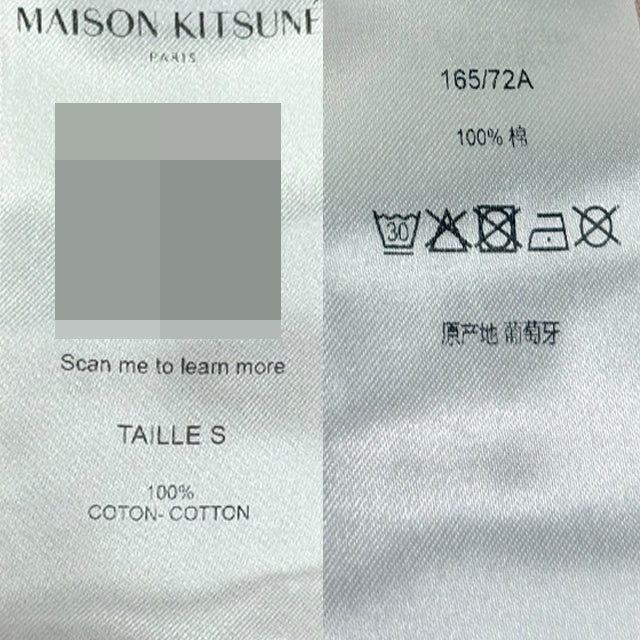 MAISON KITSUNÉ
PARIS
Scan me to learn more
TAILLE S
100%
COTON- COTTON
165/72A
100% 棉
30
原产地 葡萄牙